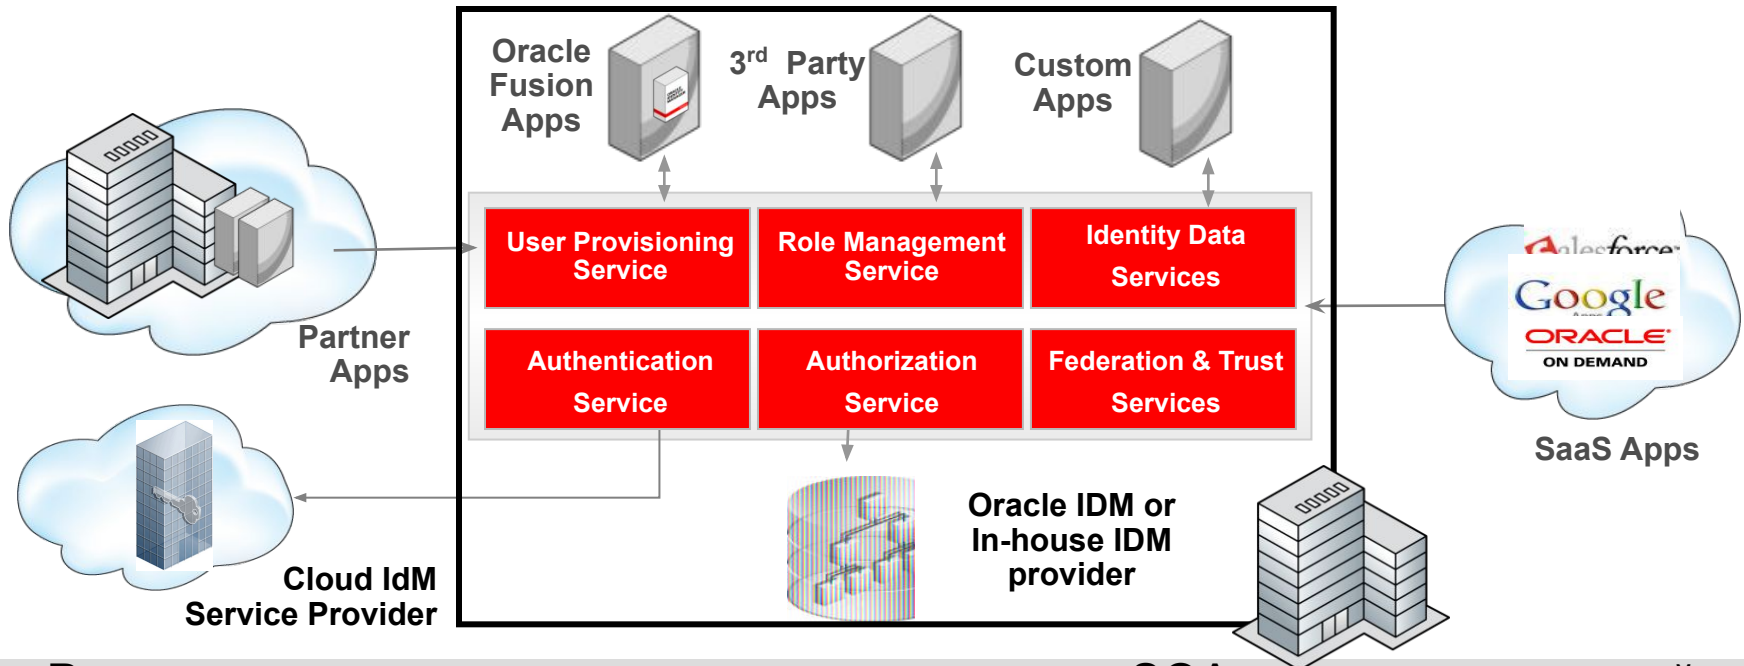 Oracle
Fusion
Apps
3rd Party
Apps
Custom
Apps
User Provisioning
Service
Role Management
Service
Identity Data
Services
Authentication
Service
Authorization
Service
Federation & Trust
Services
Partner
Apps
Salesforce
Google
Apps
ORACLE
ON DEMAND
SaaS Apps
Cloud IdM
Service Provider
Oracle IDM or
In-house IDM
provider